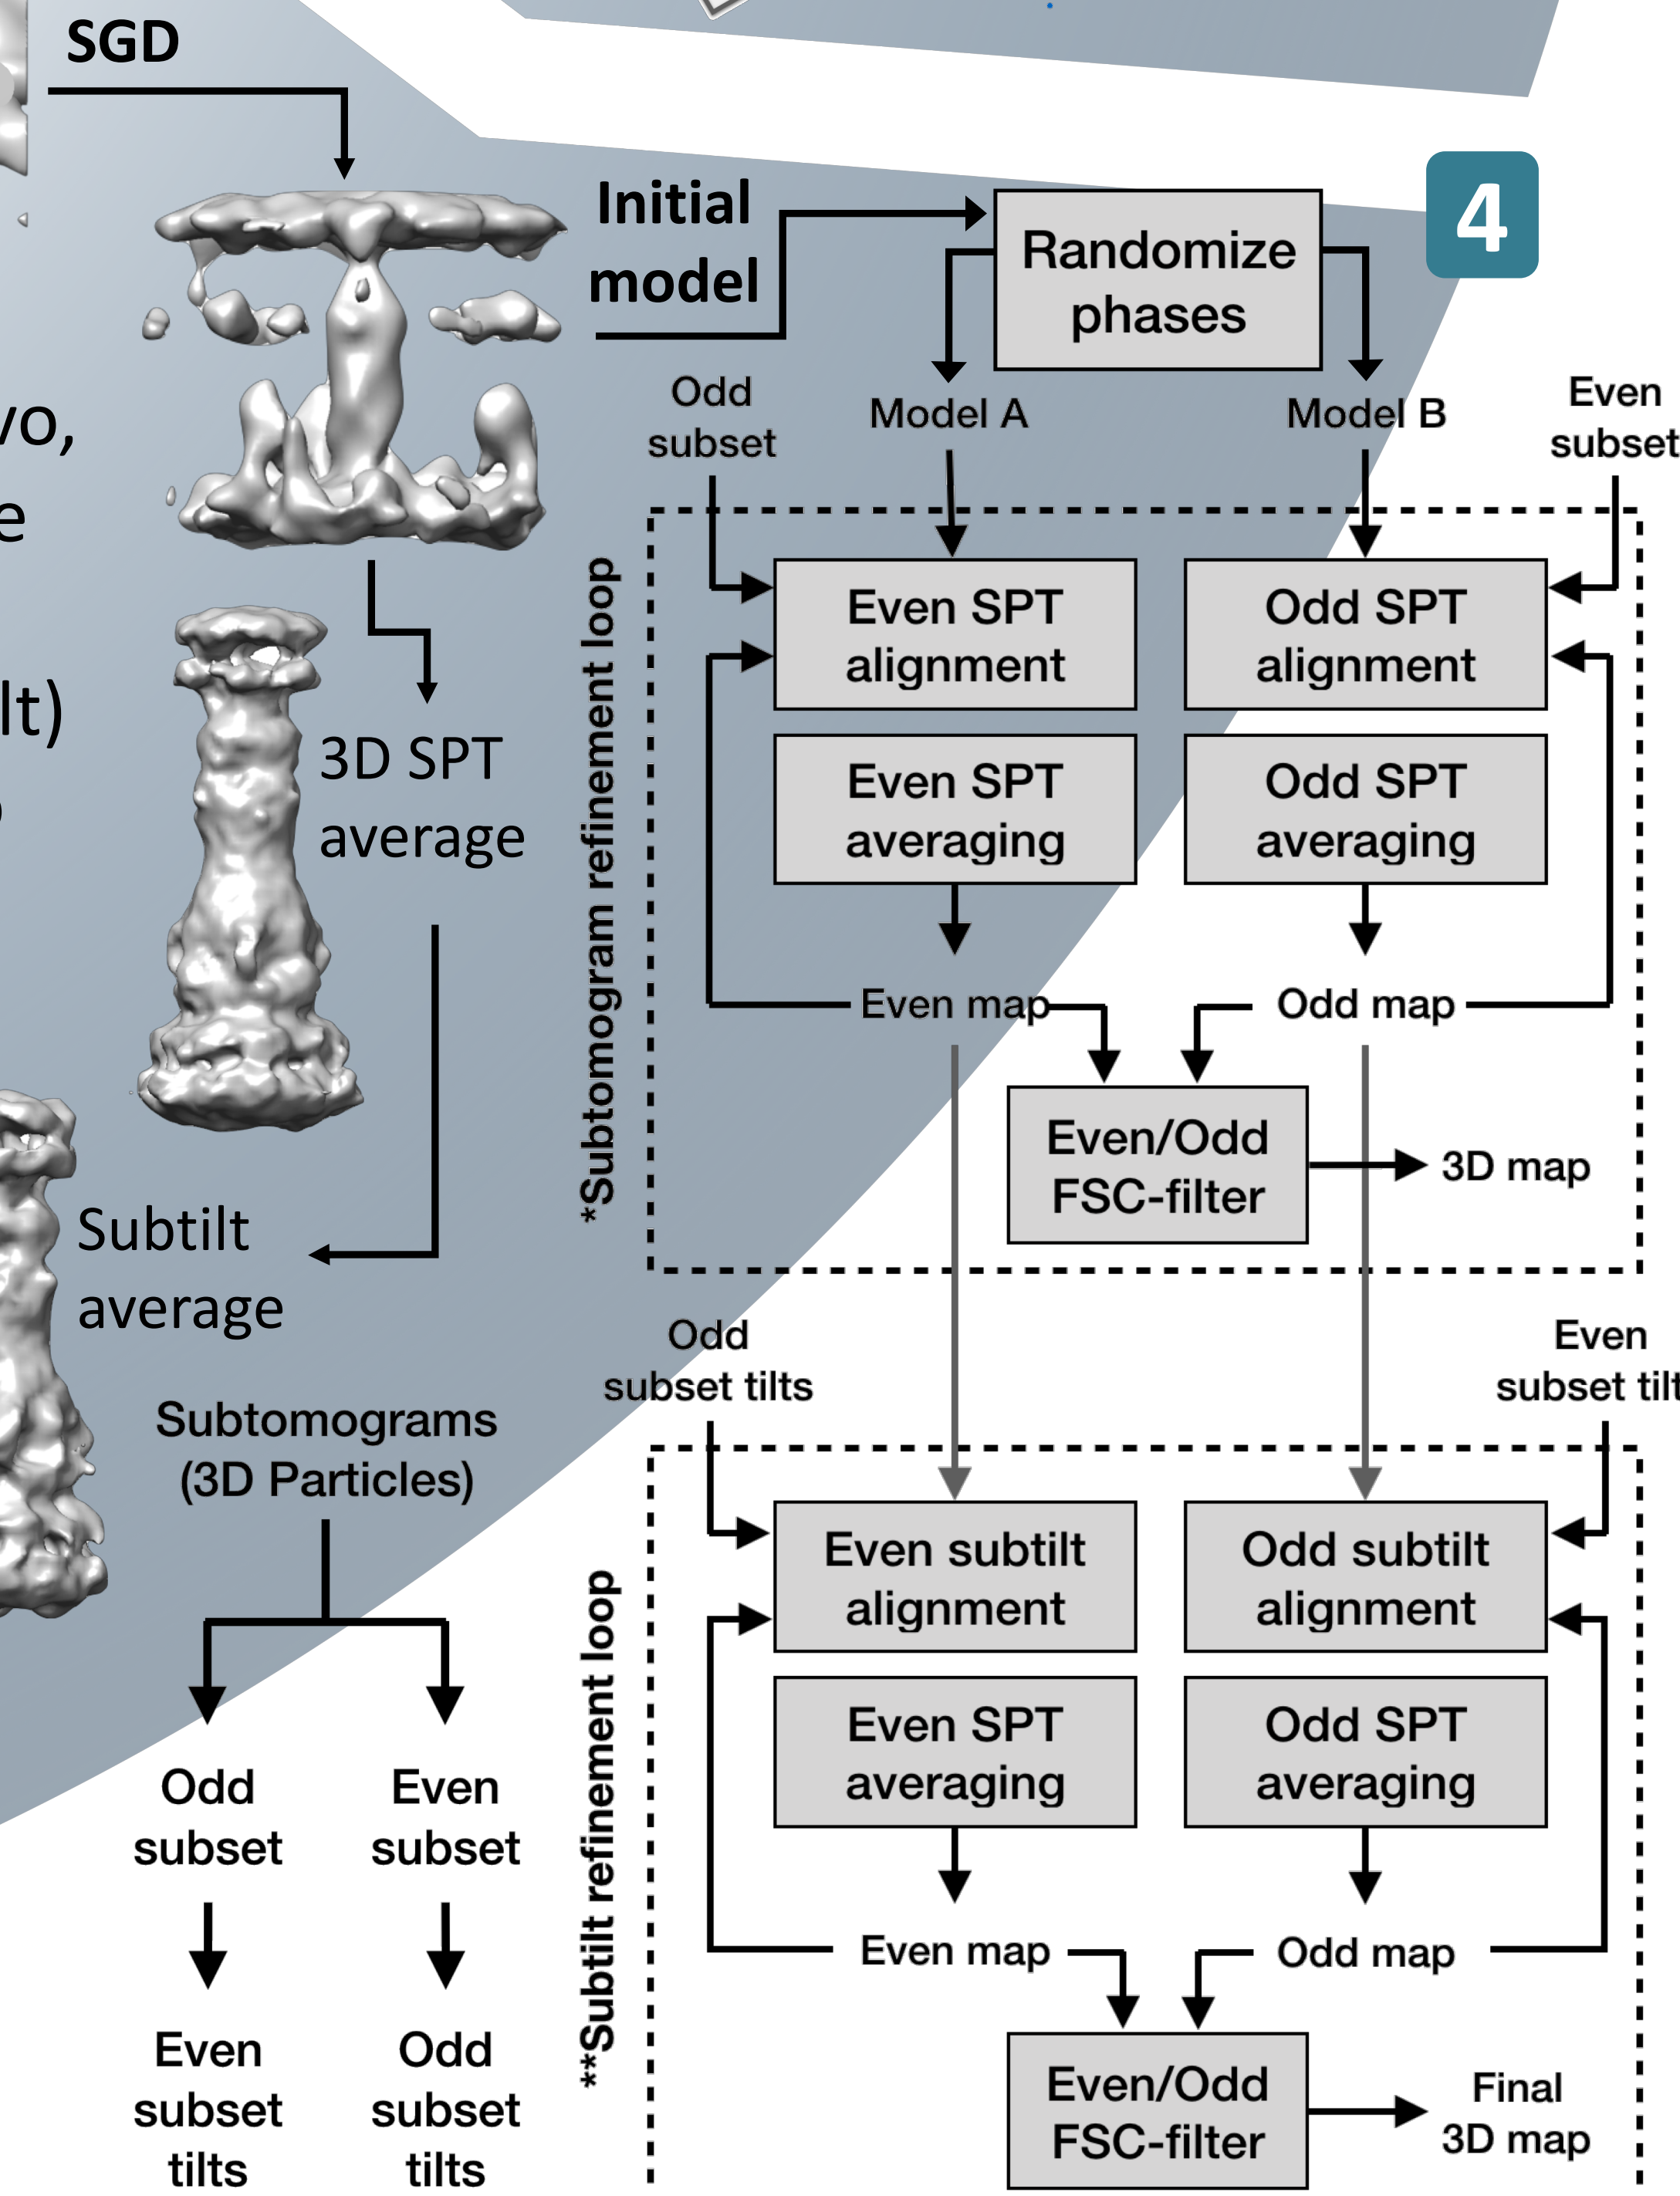 SGD
Initial
model
4
Randomize
phases
Odd
subset
Model A
Model B
Even
subset
*Subtomogram refinement loop
Even SPT
alignment
Odd SPT
alignment
3D SPT
average
Even SPT
averaging
Odd SPT
averaging
Even map
Odd map
Even/Odd
FSC-filter
3D map
lt)
Subtilt
average
Odd
subset tilts
Even
subset tilt
Subtomograms
(3D Particles)
Odd
subset
Even
subset
Even
subset
tilts
Odd
subset
tilts
**Subtilt refinement loop
Even subtilt
alignment
Odd subtilt
alignment
Even SPT
averaging
Odd SPT
averaging
Even map
Odd map
Even/Odd
FSC-filter
Final
3D map